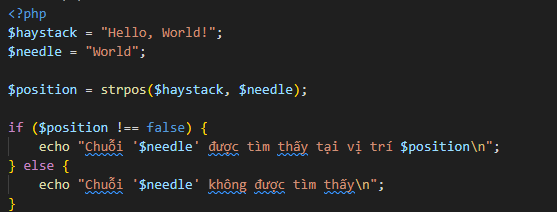 <?php
$haystack = "Hello, World!";
$needle = "World";

$position = strpos($haystack, $needle);

if ($position !== false) {
    echo "Chuỗi '$needle' được tìm thấy tại vị trí $position\n";
} else {
    echo "Chuỗi '$needle' không được tìm thấy\n";
}